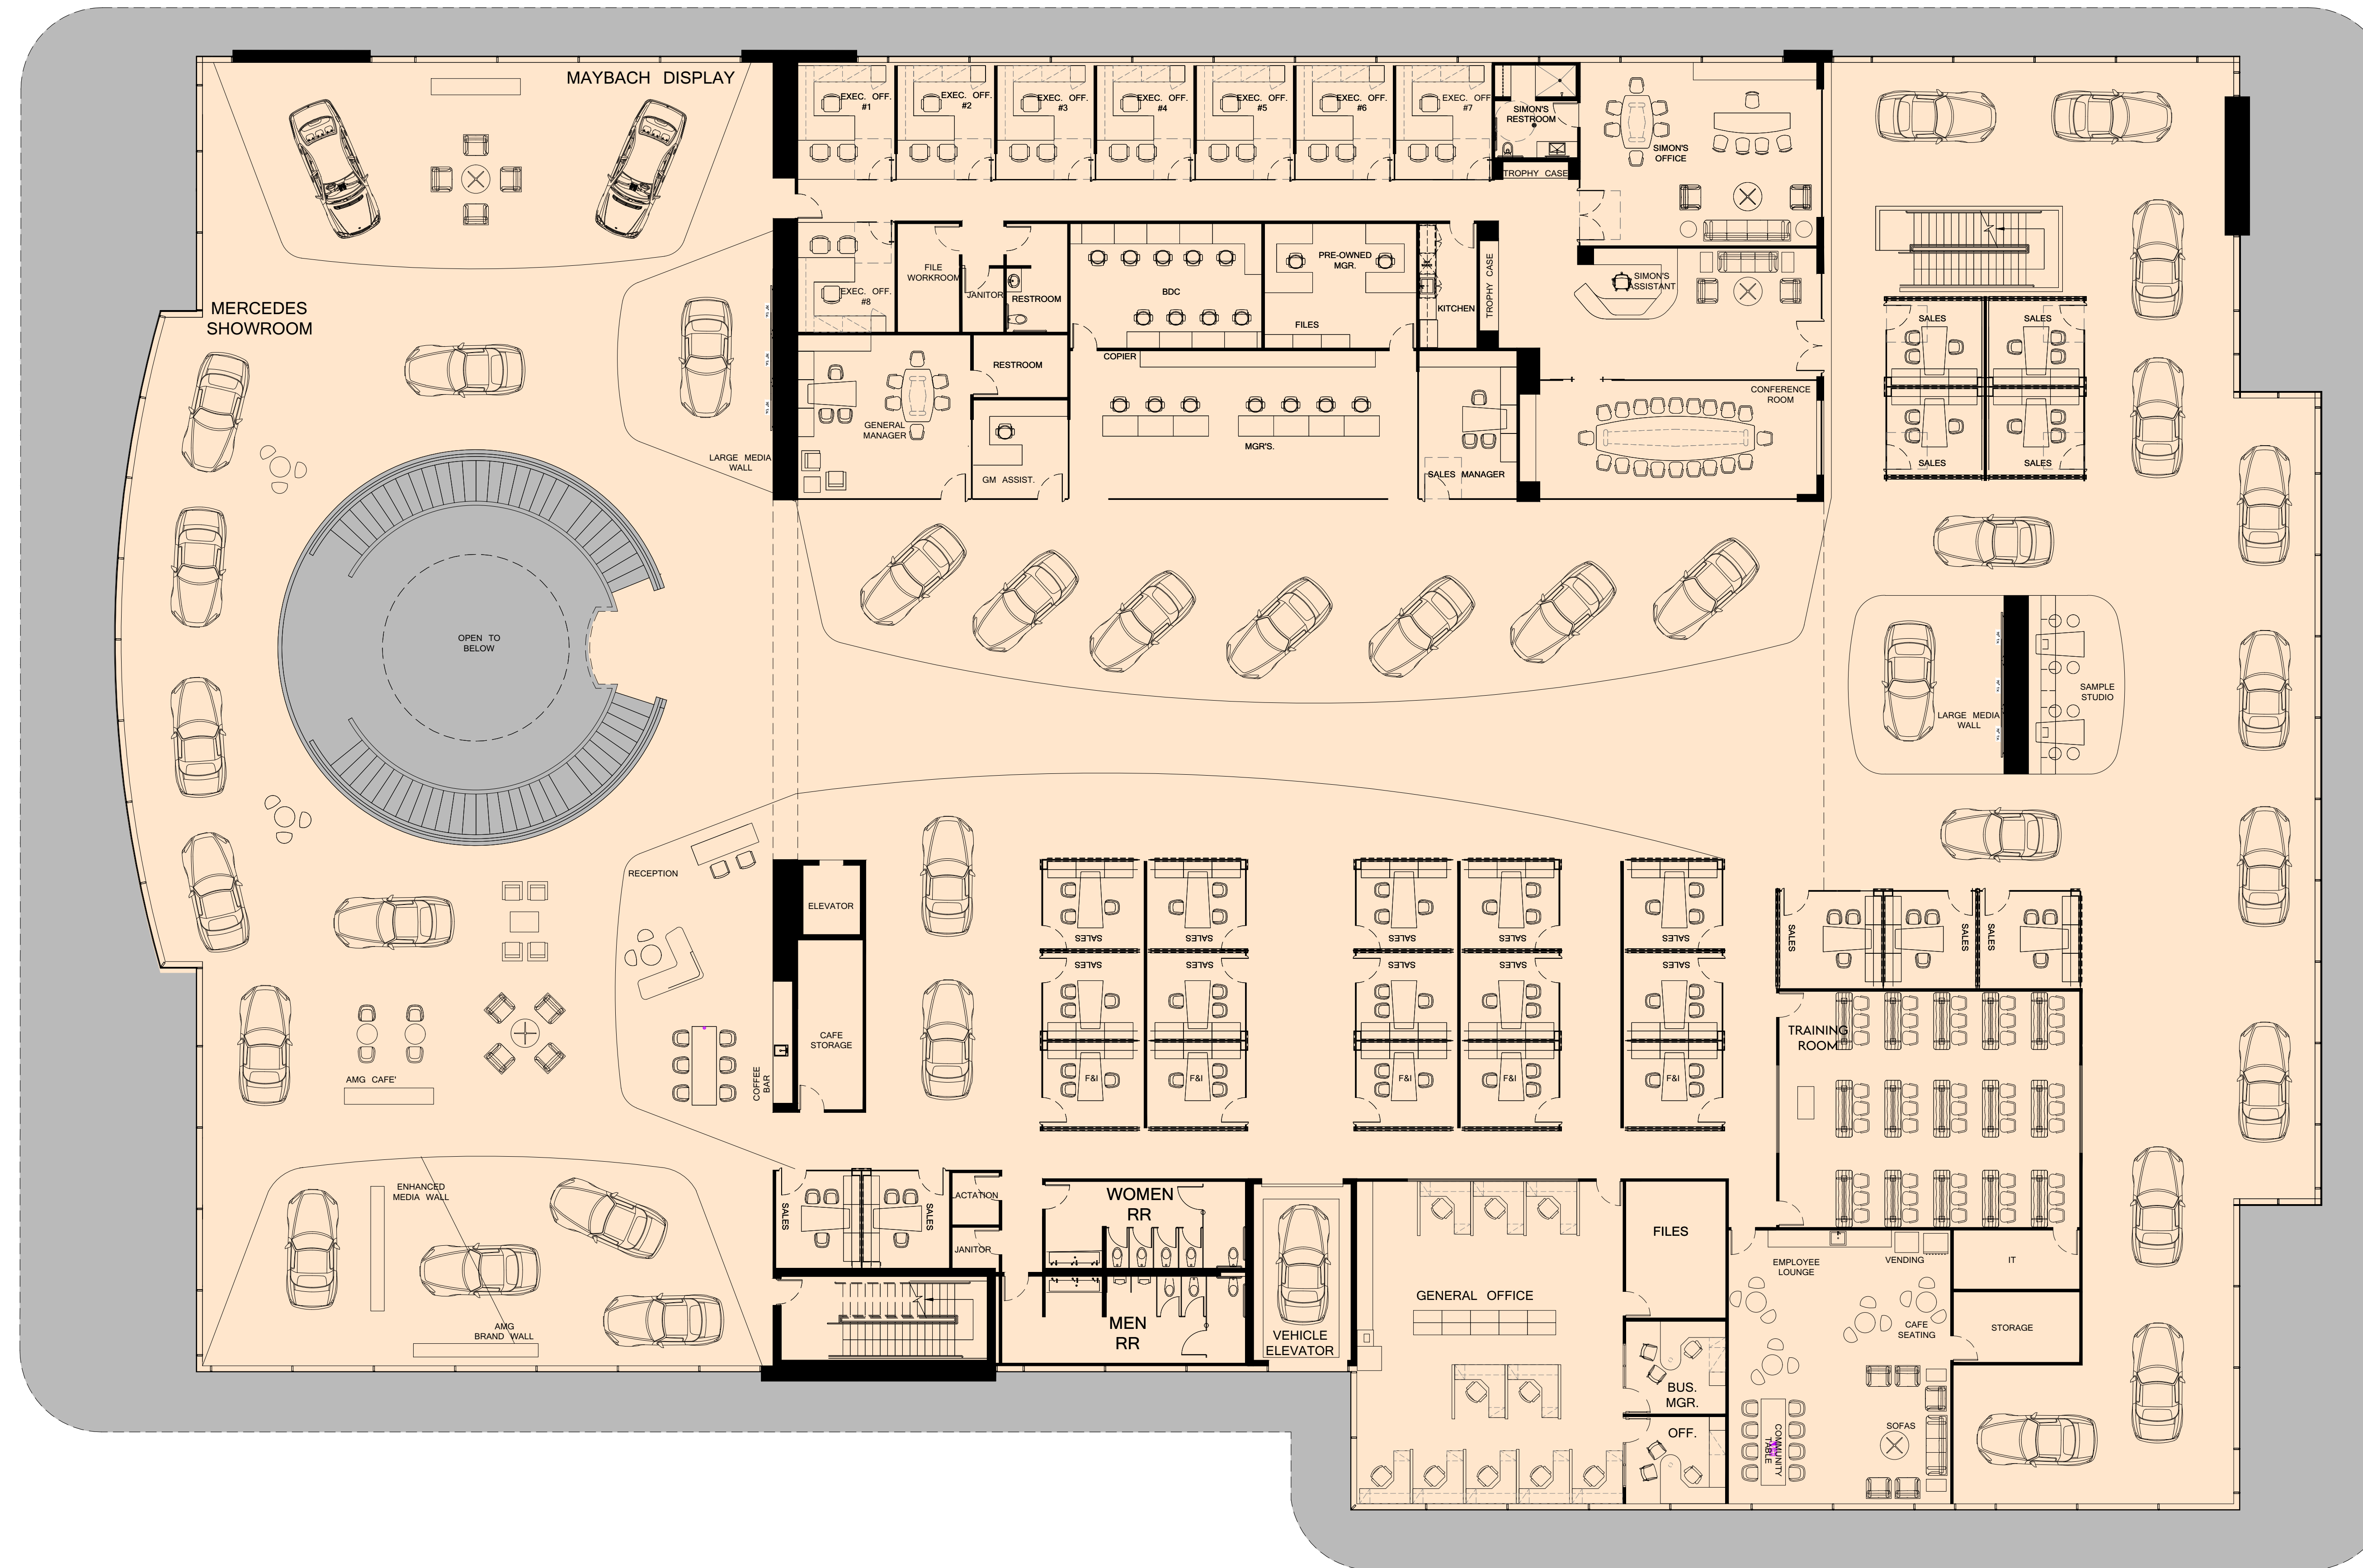 MAYBACH DISPLAY
EXEC. OFF.
#1
EXEC. OFF.
#2
EXEC. OFF.
#3
EXEC. OFF.
#4
EXEC. OFF.
#5
EXEC. OFF.
#6
EXEC. OFF
#7
SIMON'S
RESTROOM
TROPHY CASE
SIMON'S
OFFICE
MERCEDES
SHOWROOM
EXEC. OFF.
#8
FILE
WORKROOM
JANITOR
RESTROOM
BDC
PRE-OWNED
MGR.
FILES
KITCHEN
TROPHY CASE
SIMON'S
ASSISTANT
SALES
SALES
SALES
SALES
COPIER
RESTROOM
GENERAL
MANAGER
GM ASSIST.
MGR'S.
SALES MANAGER
CONFERENCE
ROOM
LARGE MEDIA
WALL
OPEN TO
BELOW
LARGE MEDIA
WALL
SAMPLE
STUDIO
RECEPTION
ELEVATOR
CAFE
STORAGE
COFFEE
BAR
AMG CAFE'
SALES
SALES
SALES
SALES
SALES
SALES
SALES
SALES
SALES
SALES
F&I
F&I
F&I
F&I
F&I
SALES
SALES
SALES
TRAINING
ROOM
ENHANCED
MEDIA WALL
AMG
BRAND WALL
SALES
SALES
LACTATION
JANITOR
WOMEN
RR
MEN
RR
VEHICLE
ELEVATOR
GENERAL OFFICE
FILES
BUS.
MGR.
OFF.
EMPLOYEE
LOUNGE
VENDING
IT
CAFE
SEATING
STORAGE
SOFAS
COMMUNITY
TABLE